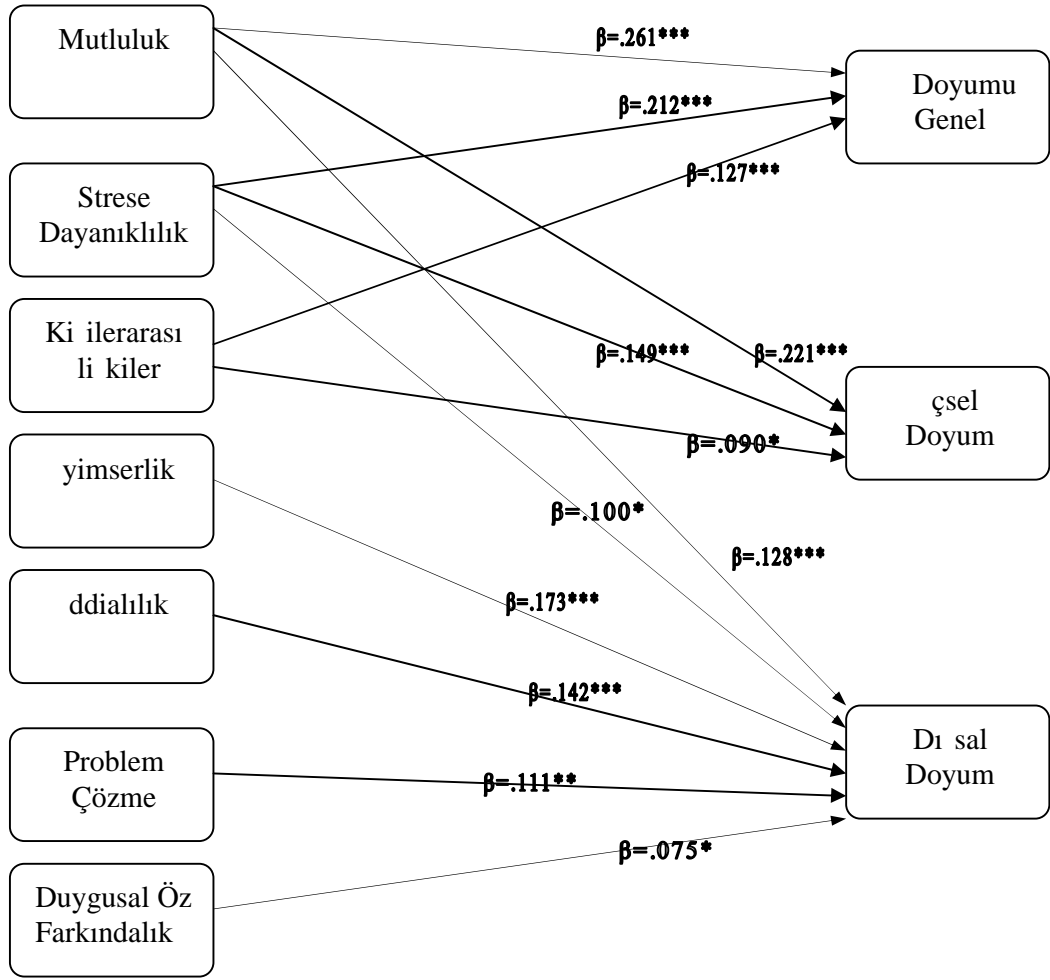 Mutluluk
Strese
Dayanıklılık
Ki ilerarası
li kiler
yimserlik
ddialılık
Problem
Çözme
Duygusal Öz
Farkındalık
β=.261***
β=.212***
β=.127***
β=.149***
β=.221***
β=.090*
β=.100*
β=.128***
β=.173***
β=.142***
β=.111**
β=.075*
Doyumu
Genel
çsel
Doyum
Dı sal
Doyum